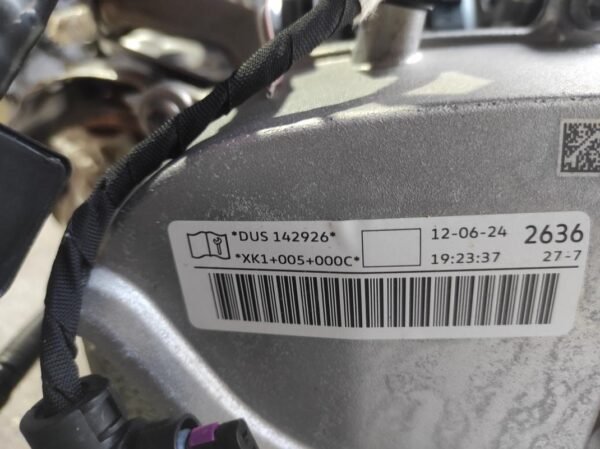 *DUS 142926* 12-06-24 2636
*XK1+005+000C* 19:23:37 27-7